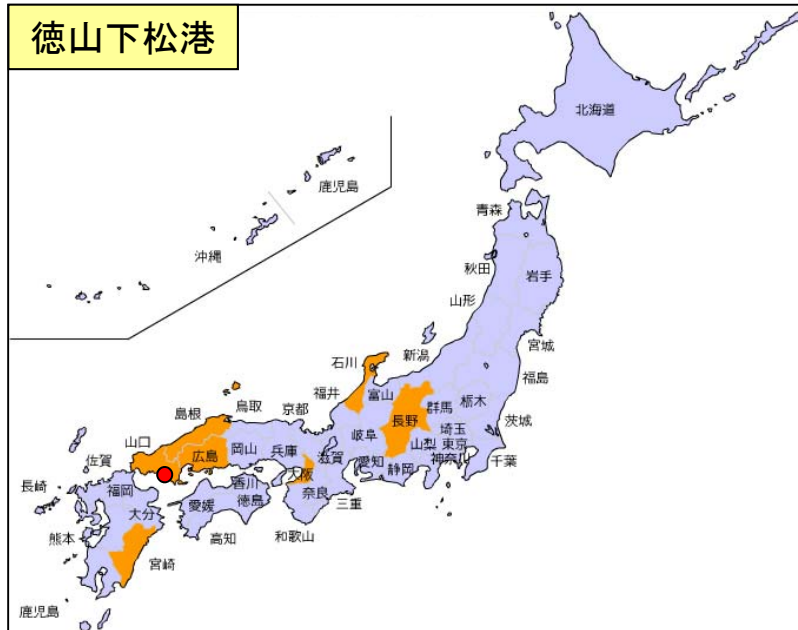 徳山下松港
北海道
鹿児島
青森
沖縄
秋田
岩手
山形
宮城
石川
新潟
福島
福井
富山
栃木
島根
鳥取
京都
長野
群馬
茨城
山口
広島
岡山
兵庫
滋賀
岐阜
埼玉
山梨
東京
佐賀
愛知
神奈川
静岡
千葉
長崎
福岡
大阪
香川
奈良
三重
大分
愛媛
徳島
熊本
高知
和歌山
宮崎
鹿児島